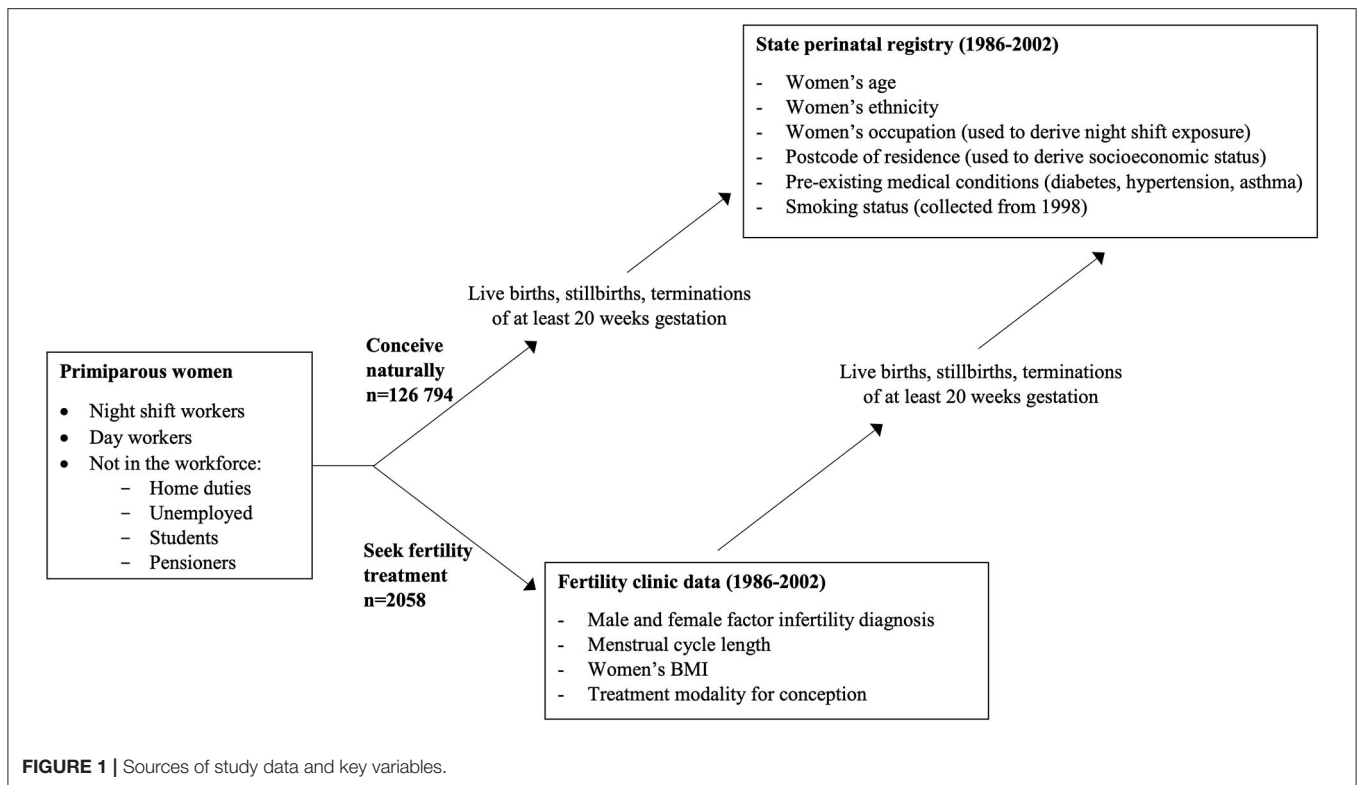 State perinatal registry (1986-2002)
- Women's age
- Women's ethnicity
- Women's occupation (used to derive night shift exposure)
- Postcode of residence (used to derive socioeconomic status)
- Pre-existing medical conditions (diabetes, hypertension, asthma)
- Smoking status (collected from 1998)
Live births, stillbirths, terminations
of at least 20 weeks gestation
Conceive
naturally
n=126 794
Primiparous women
• Night shift workers
• Day workers
• Not in the workforce:
− Home duties
− Unemployed
− Students
− Pensioners
Live births, stillbirths, terminations
of at least 20 weeks gestation
Seek fertility
treatment
n=2058
Fertility clinic data (1986-2002)
- Male and female factor infertility diagnosis
- Menstrual cycle length
- Women's BMI
- Treatment modality for conception
FIGURE 1 | Sources of study data and key variables.